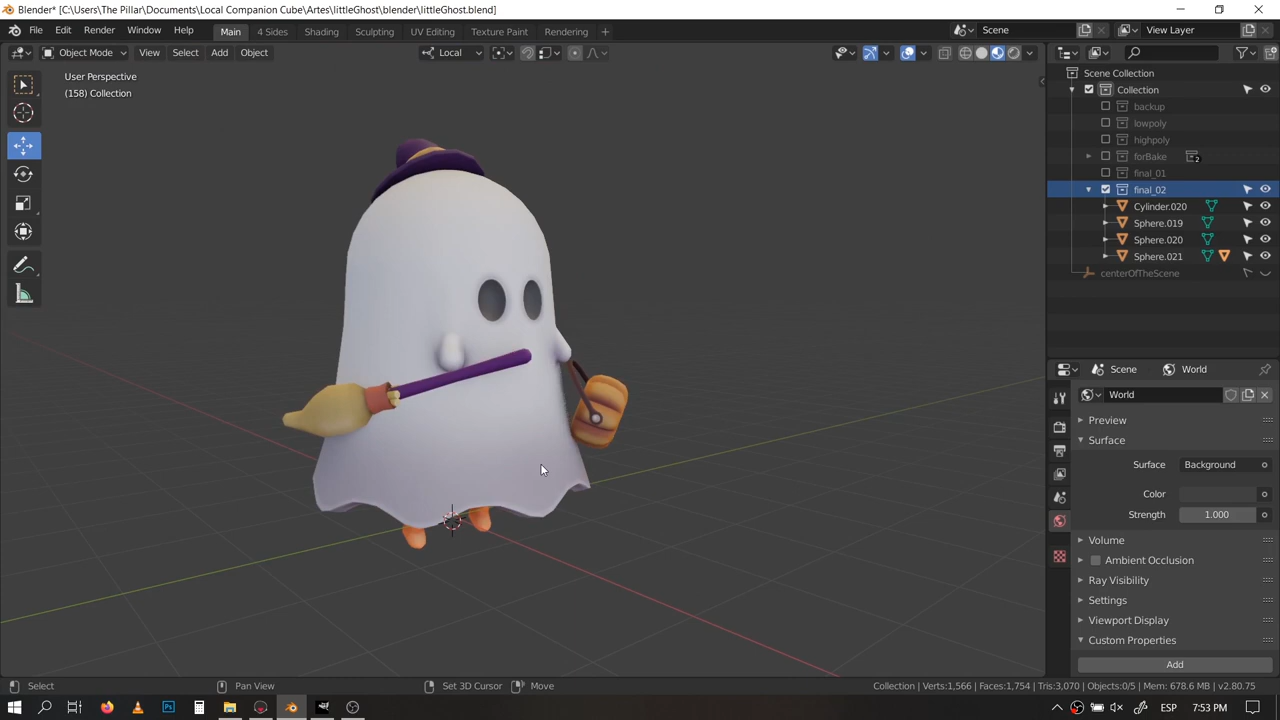 Blender* [C:\Users\The Pillar\Documents\Local Companion Cube\Artes\littleGhost\blender\littleGhost.blend]
File Edit Render Window Help Main 4 Sides Shading Sculpting UV Editing Texture Paint Rendering + Scene View Layer
Object Mode View Select Add Object Local
User Perspective
(158) Collection
Scene Collection
Collection
backup
lowpoly
highpoly
forBake 2
final_01
final_02
Cylinder.020
Sphere.019
Sphere.020
Sphere.021
centerOfTheScene
Scene World
World
Preview
Surface
Surface Background
Color
Strength 1.000
Volume
Ambient Occlusion
Ray Visibility
Settings
Viewport Display
Custom Properties
Add
Select Pan View Set 3D Cursor Move Collection | Verts:1,566 | Faces:1,754 | Tris:3,070 | Objects:0/5 | Mem: 678.6 MB | v2.80.75
Ps ESP 7:53 PM